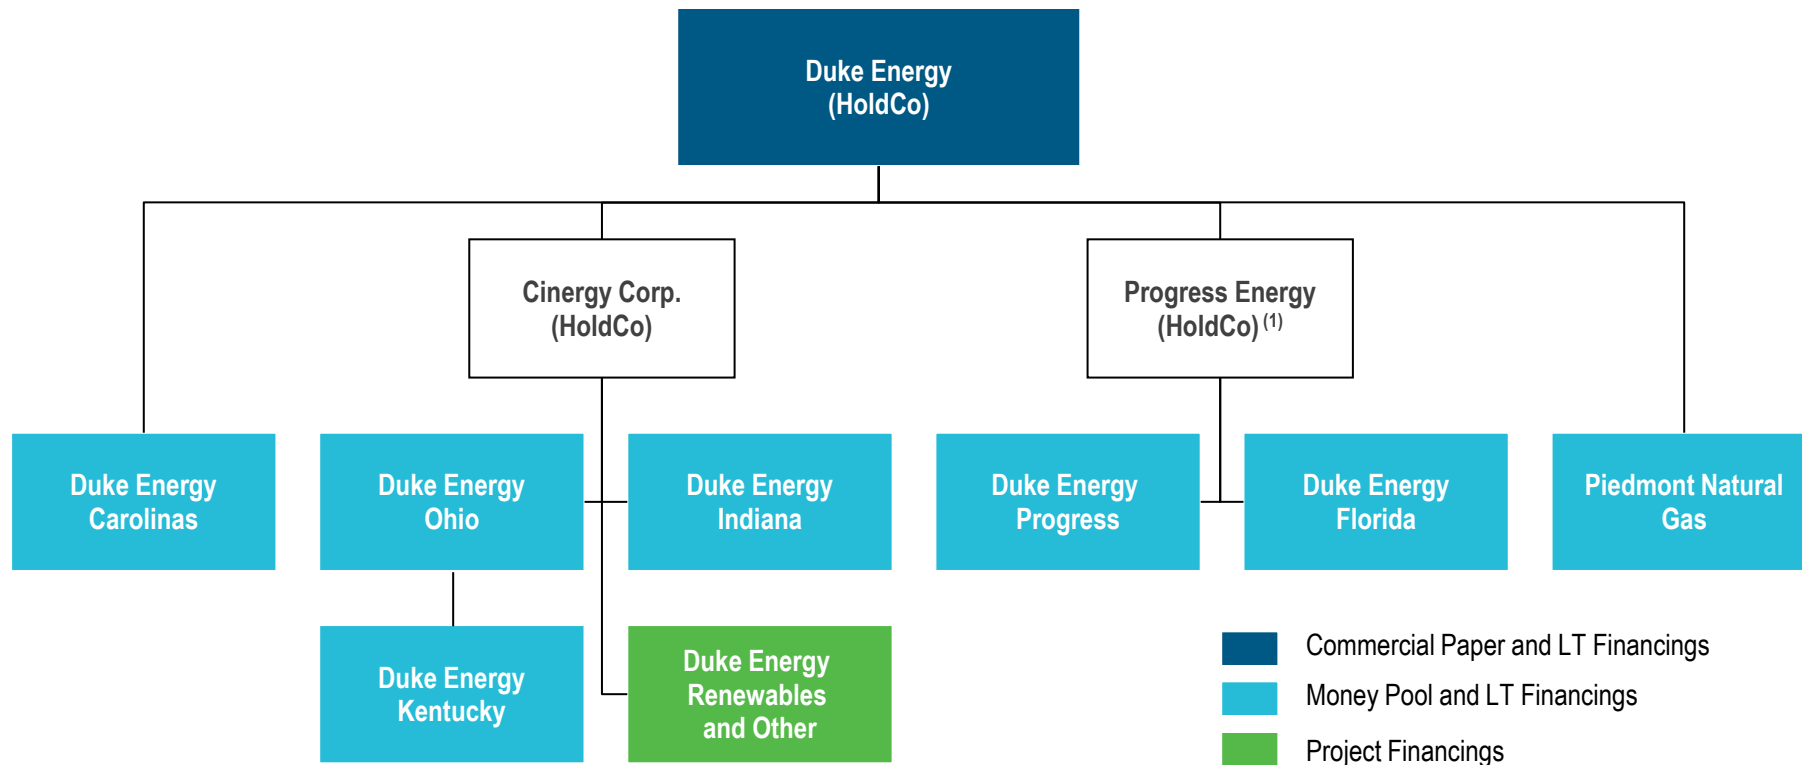 Duke Energy
(HoldCo)
Cinergy Corp.
(HoldCo)
Progress Energy
(HoldCo) (1)
Duke Energy
Carolinas
Duke Energy
Ohio
Duke Energy
Indiana
Duke Energy
Progress
Duke Energy
Florida
Piedmont Natural
Gas
Duke Energy
Kentucky
Duke Energy
Renewables
and Other
Commercial Paper and LT Financings
Money Pool and LT Financings
Project Financings